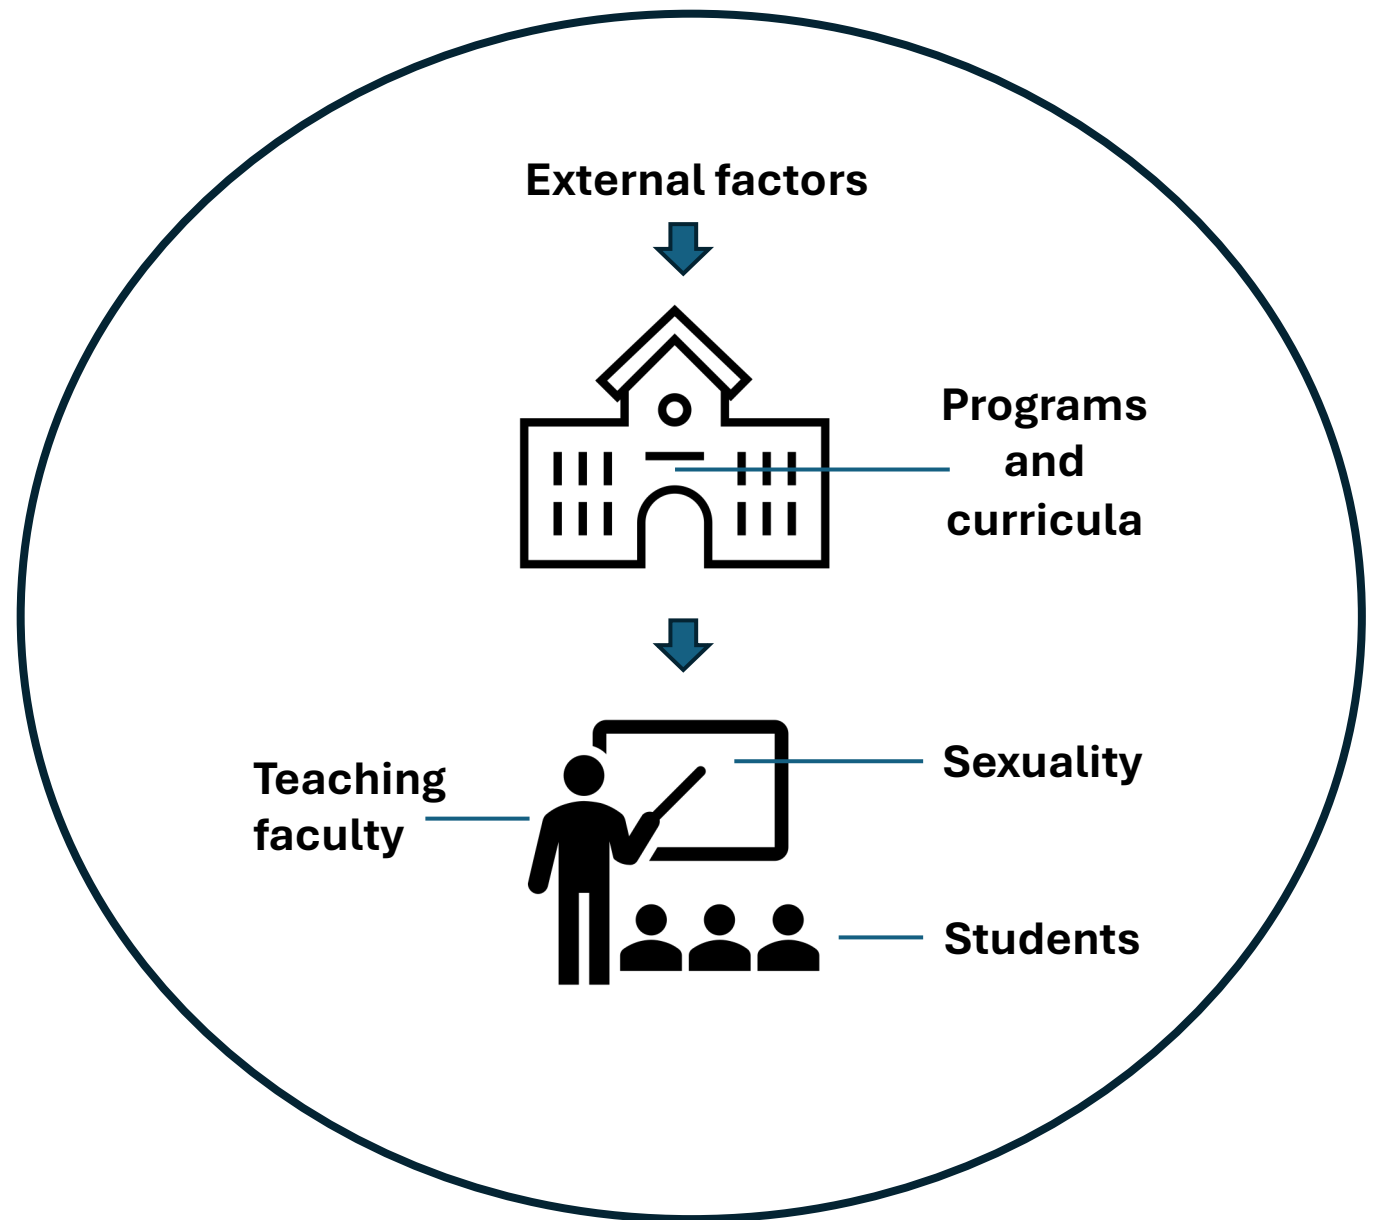 External factors
Programs
and
curricula
Teaching
faculty
Sexuality
Students